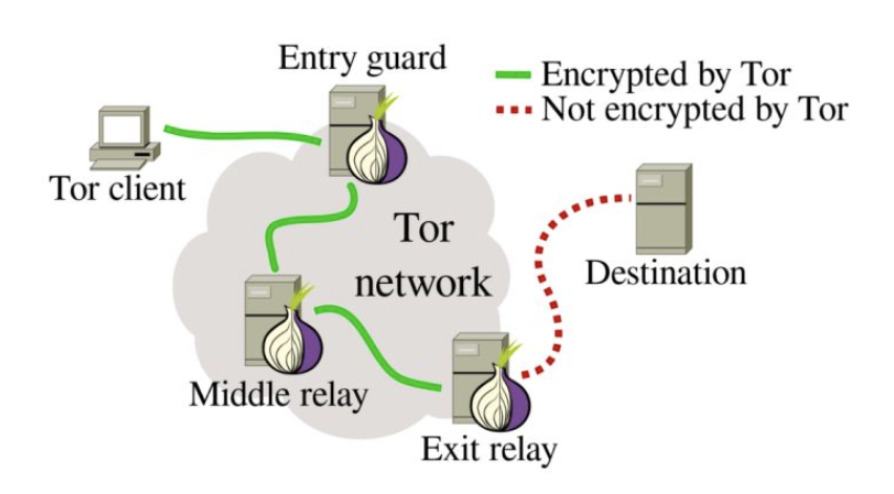 Entry guard
Encrypted by Tor
Not encrypted by Tor
Tor client
Tor
network
Destination
Middle relay
Exit relay